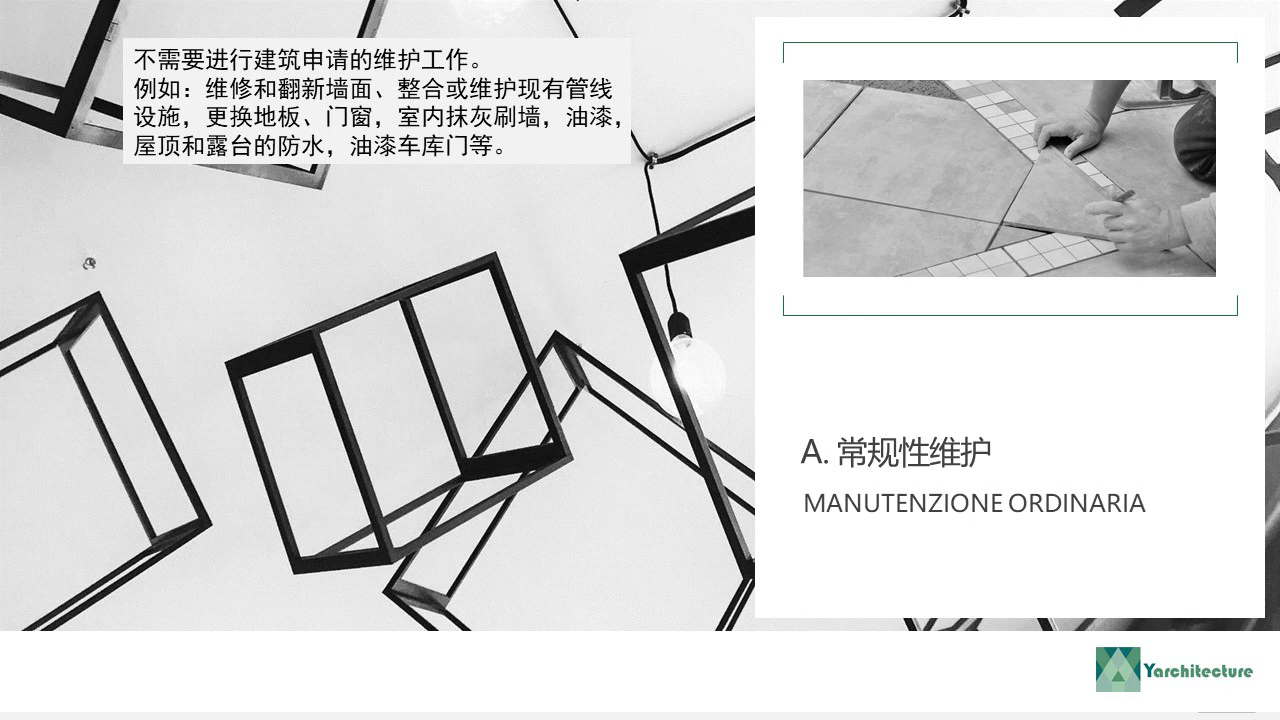 不需要进行建筑申请的维护工作。
例如：维修和翻新墙面、整合或维护现有管线
设施，更换地板、门窗，室内抹灰刷墙，油漆，
屋顶和露台的防水，油漆车库门等。
A. 常规性维护
MANUTENZIONE ORDINARIA
Yarchitecture